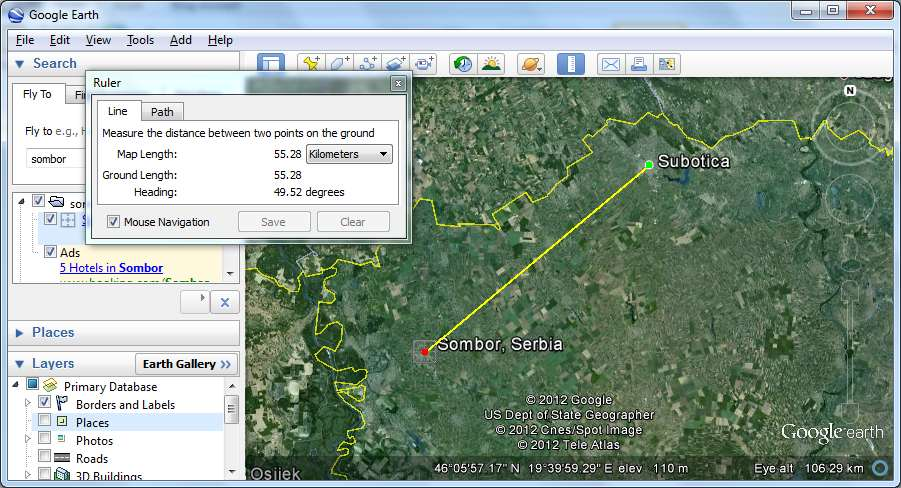 Google Earth
File Edit View Tools Add Help
Search
Fly To
Fly to e.g., H
sombor
Ruler
Line Path
Measure the distance between two points on the ground
Map Length: 55.28 Kilometers
Ground Length: 55.28
Heading: 49.52 degrees
Mouse Navigation Save Clear
Ads
5 Hotels in Sombor
Places
Layers Earth Gallery >>
Primary Database
Borders and Labels
Places
Photos
Roads
3D Buildings
N
Subotica
Sombor, Serbia
© 2012 Google
US Dept of State Geographer
© 2012 Cnes/Spot Image
© 2012 Tele Atlas
Google earth
Osijek
46°05'57.17" N 19°39'59.29" E elev 110 m Eye alt 106.29 km